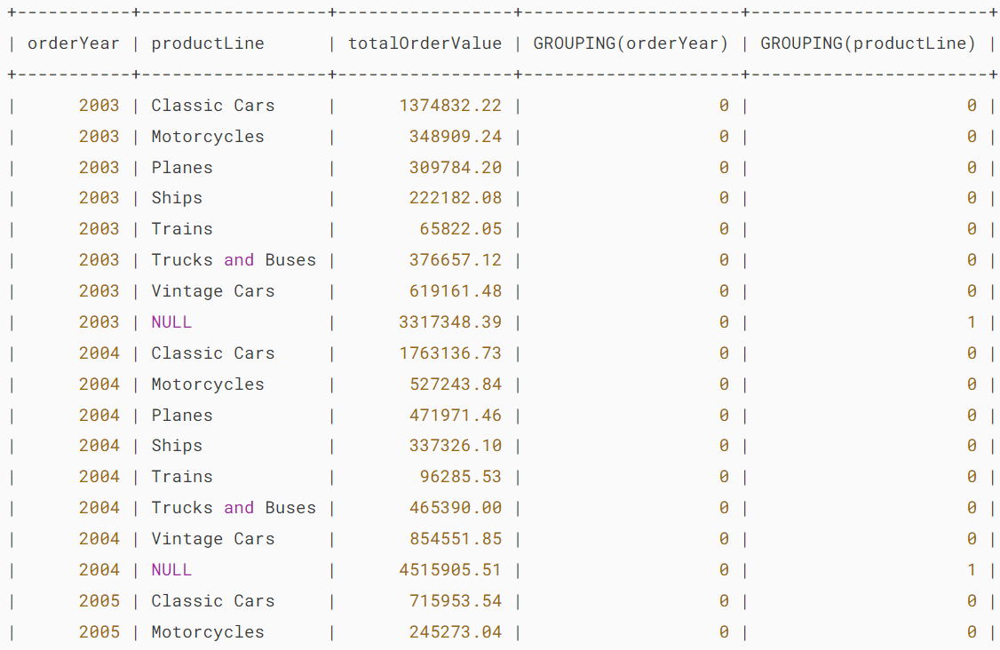 +-----------+------------------+-----------------+---------------------+-----------------------+
| orderYear | productLine      | totalOrderValue | GROUPING(orderYear) | GROUPING(productLine) |
+-----------+------------------+-----------------+---------------------+-----------------------+
|      2003 | Classic Cars     |      1374832.22 |                   0 |                     0 |
|      2003 | Motorcycles      |       348909.24 |                   0 |                     0 |
|      2003 | Planes           |       309784.20 |                   0 |                     0 |
|      2003 | Ships            |       222182.08 |                   0 |                     0 |
|      2003 | Trains           |        65822.05 |                   0 |                     0 |
|      2003 | Trucks and Buses |       376657.12 |                   0 |                     0 |
|      2003 | Vintage Cars     |       619161.48 |                   0 |                     0 |
|      2003 | NULL             |      3317348.39 |                   0 |                     1 |
|      2004 | Classic Cars     |      1763136.73 |                   0 |                     0 |
|      2004 | Motorcycles      |       527243.84 |                   0 |                     0 |
|      2004 | Planes           |       471971.46 |                   0 |                     0 |
|      2004 | Ships            |       337326.10 |                   0 |                     0 |
|      2004 | Trains           |        96285.53 |                   0 |                     0 |
|      2004 | Trucks and Buses |       465390.00 |                   0 |                     0 |
|      2004 | Vintage Cars     |       854551.85 |                   0 |                     0 |
|      2004 | NULL             |      4515905.51 |                   0 |                     1 |
|      2005 | Classic Cars     |       715953.54 |                   0 |                     0 |
|      2005 | Motorcycles      |       245273.04 |                   0 |                     0 |